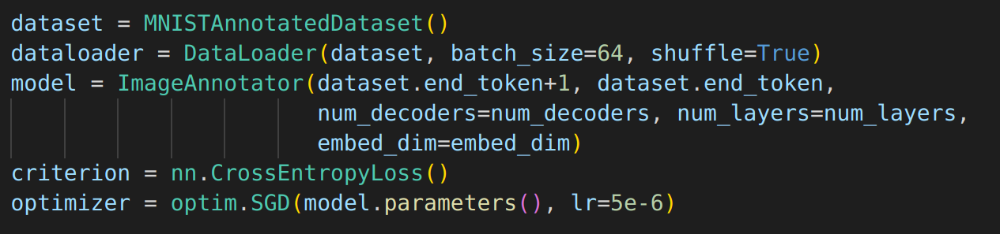 dataset = MNISTAnnotatedDataset()
dataloader = DataLoader(dataset, batch_size=64, shuffle=True)
model = ImageAnnotator(dataset.end_token+1, dataset.end_token,
                       num_decoders=num_decoders, num_layers=num_layers,
                       embed_dim=embed_dim)
criterion = nn.CrossEntropyLoss()
optimizer = optim.SGD(model.parameters(), lr=5e-6)